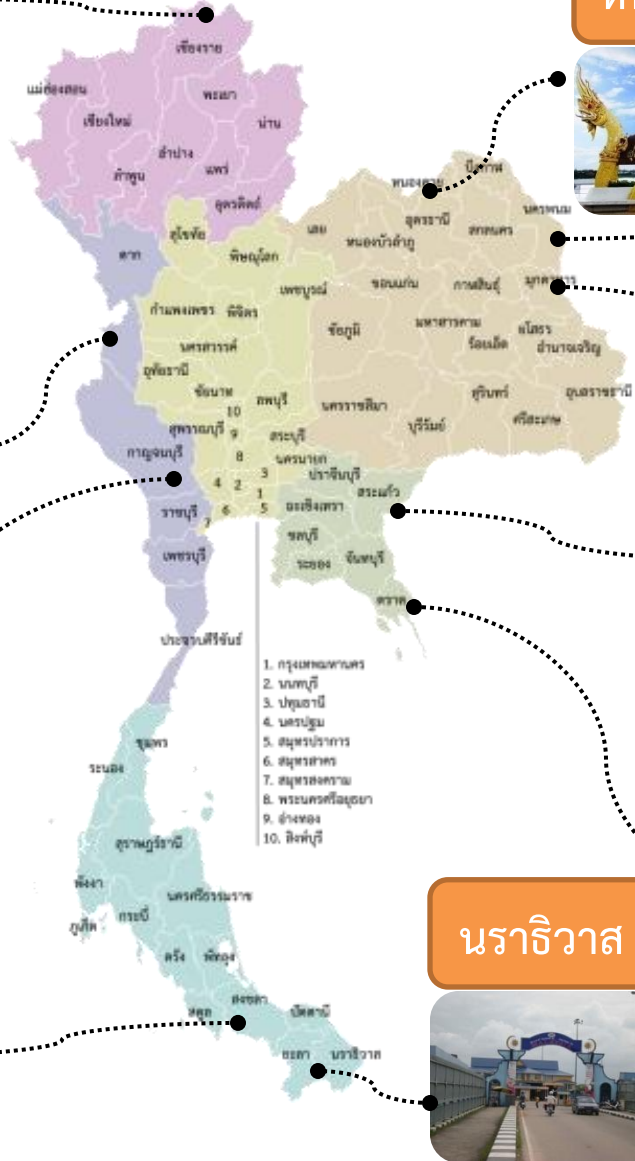 เชียงราย
แม่ฮ่องสอน
พะเยา
เชียงใหม่
น่าน
ลำปาง
แพร่
ลำพูน
อุตรดิตถ์
บึงกาฬ
หนองคาย
นครพนม
อุดรธานี
สกลนคร
เลย
หนองบัวลำภู
สุโขทัย
ตาก
พิษณุโลก
ขอนแก่น
กาฬสินธุ์
มุกดาหาร
เพชรบูรณ์
กำแพงเพชร
พิจิตร
ชัยภูมิ
มหาสารคาม
ยโสธร
ร้อยเอ็ด
อำนาจเจริญ
นครสวรรค์
อุทัยธานี
ชัยนาท
ลพบุรี
10
นครราชสีมา
สุรินทร์
อุบลราชธานี
บุรีรัมย์
ศรีสะเกษ
สุพรรณบุรี
9
สระบุรี
กาญจนบุรี
8
นครนายก
ปราจีนบุรี
3
4
2
1
สระแก้ว
ราชบุรี
7
6
5
ฉะเชิงเทรา
ชลบุรี
เพชรบุรี
ระยอง
จันทบุรี
ตราด
ประจวบคีรีขันธ์
1. กรุงเทพมหานคร
2. นนทบุรี
3. ปทุมธานี
4. นครปฐม
5. สมุทรปราการ
6. สมุทรสาคร
7. สมุทรสงคราม
8. พระนครศรีอยุธยา
9. อ่างทอง
10. สิงห์บุรี
ชุมพร
ระนอง
สุราษฎร์ธานี
พังงา
นครศรีธรรมราช
ภูเก็ต
กระบี่
ตรัง
พัทลุง
สงขลา
สตูล
ปัตตานี
ยะลา
นราธิวาส
นราธิวาส